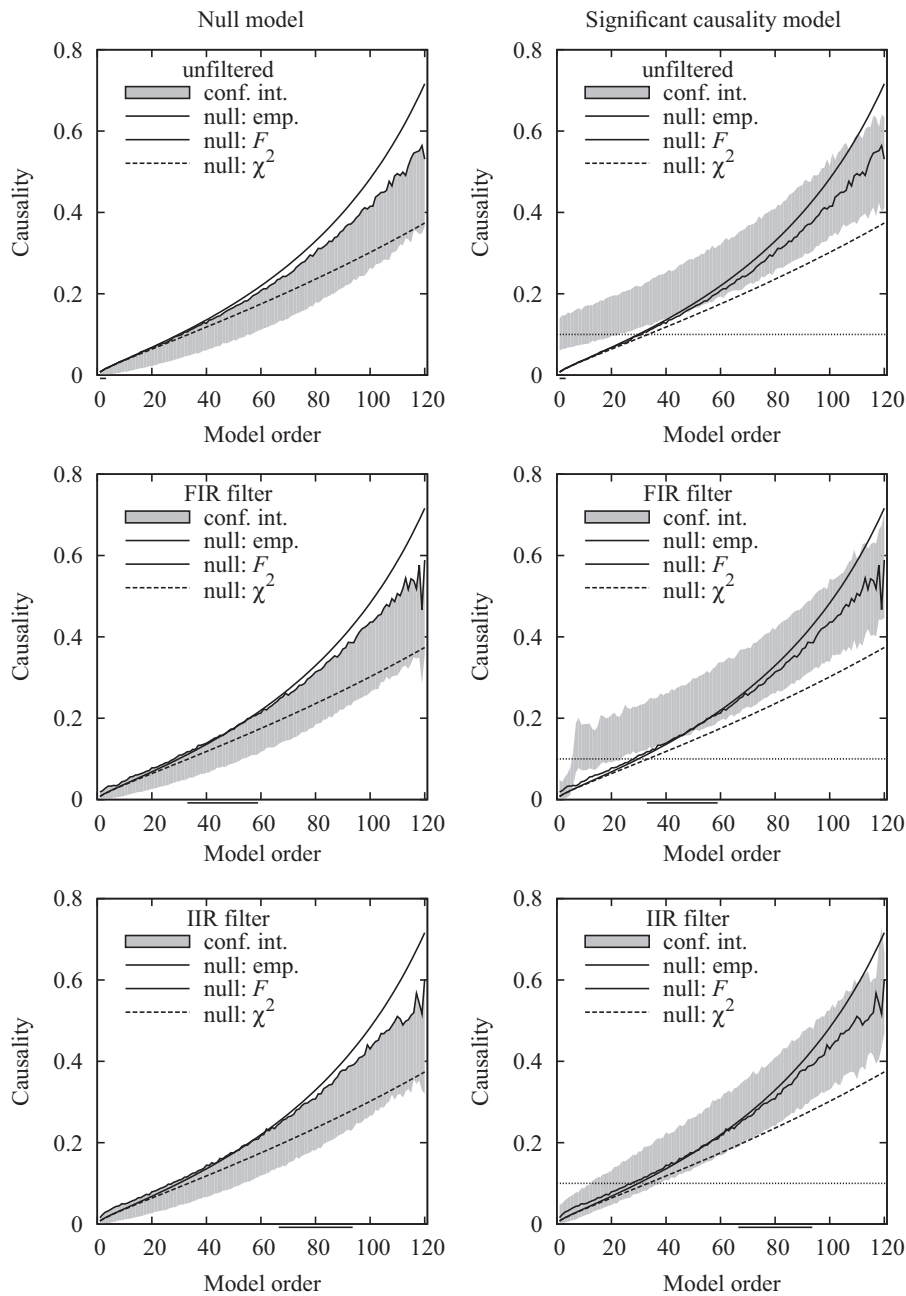 Null model
Significant causality model
0.8
0.6
0.4
0.2
0
Causality
unfiltered
conf. int.
null: emp.
null: F
null: χ²
0 20 40 60 80 100 120
Model order
0.8
0.6
0.4
0.2
0
Causality
unfiltered
conf. int.
null: emp.
null: F
null: χ²
0 20 40 60 80 100 120
Model order
0.8
0.6
0.4
0.2
0
Causality
FIR filter
conf. int.
null: emp.
null: F
null: χ²
0 20 40 60 80 100 120
Model order
0.8
0.6
0.4
0.2
0
Causality
FIR filter
conf. int.
null: emp.
null: F
null: χ²
0 20 40 60 80 100 120
Model order
0.8
0.6
0.4
0.2
0
Causality
IIR filter
conf. int.
null: emp.
null: F
null: χ²
0 20 40 60 80 100 120
Model order
0.8
0.6
0.4
0.2
0
Causality
IIR filter
conf. int.
null: emp.
null: F
null: χ²
0 20 40 60 80 100 120
Model order